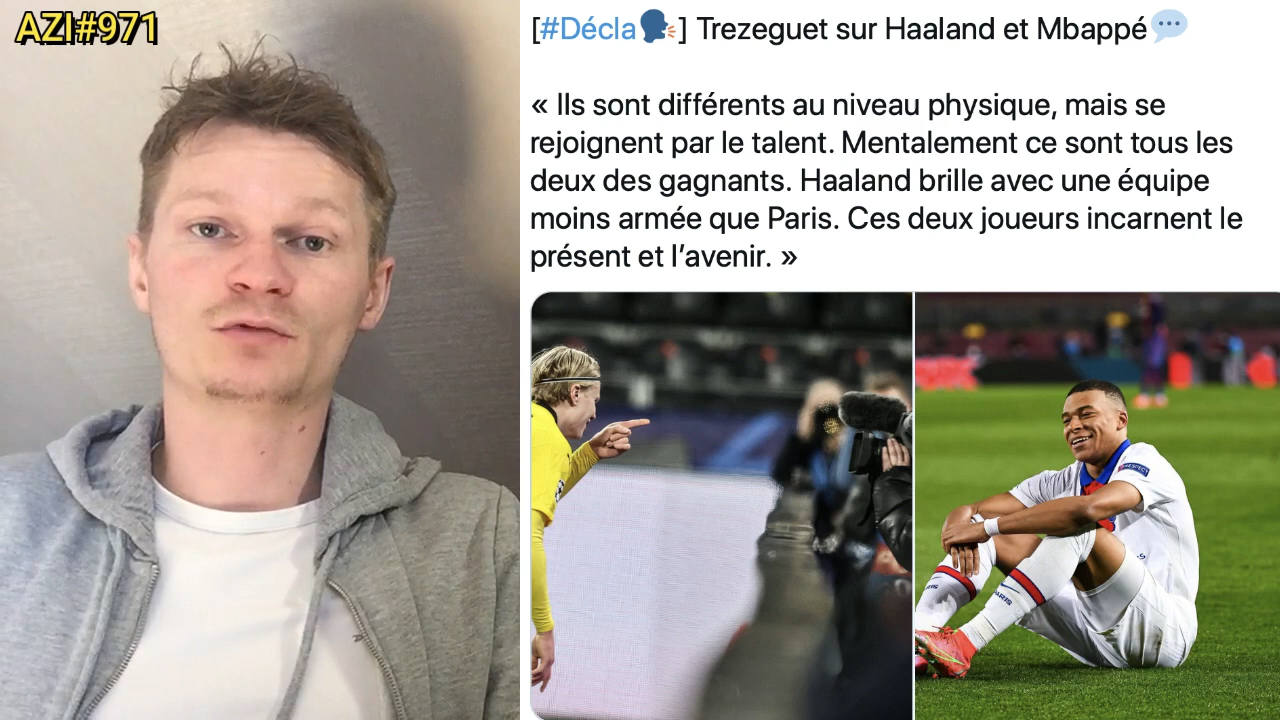 AZI#971
[#Décla🗣️] Trezeguet sur Haaland et Mbappé💬
« Ils sont différents au niveau physique, mais se
rejoignent par le talent. Mentalement ce sont tous les
deux des gagnants. Haaland brille avec une équipe
moins armée que Paris. Ces deux joueurs incarnent le
présent et l’avenir. »
RESPECT
PARIS